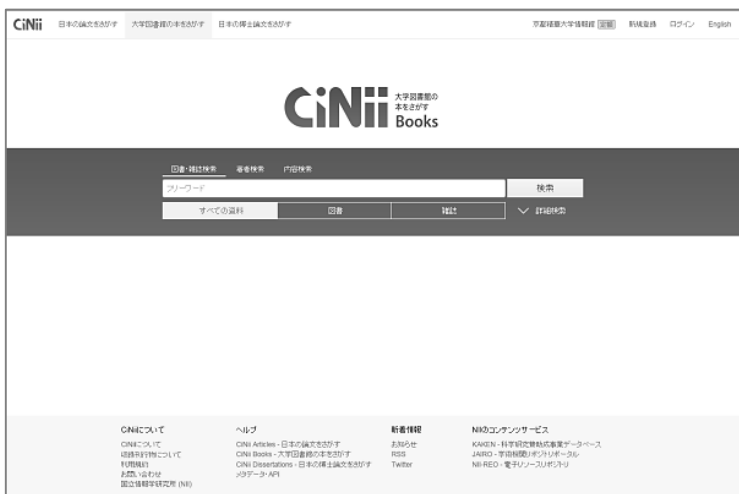 CiNii 日本の論文をさがす 大学図書館の本をさがす 日本の博士論文をさがす 京都精華大学情報館 定額 新規登録 ログイン English
CiNii Books 大学図書館の本をさがす
図書・雑誌検索 著者検索 内容検索
フリーワード 検索
すべての資料 図書 雑誌 詳細検索
CiNiiについて ヘルプ 新着情報 NIIのコンテンツサービス
CiNiiについて CiNii Articles - 日本の論文をさがす お知らせ KAKEN - 科学研究費助成事業データベース
収録刊行物について CiNii Books - 大学図書館の本をさがす RSS JAIRO - 学術機関リポジトリポータル
利用規約 CiNii Dissertations - 日本の博士論文をさがす Twitter NII-REO - 電子リソースリポジトリ
お問い合わせ メタデータ・API
国立情報学研究所 (NII)